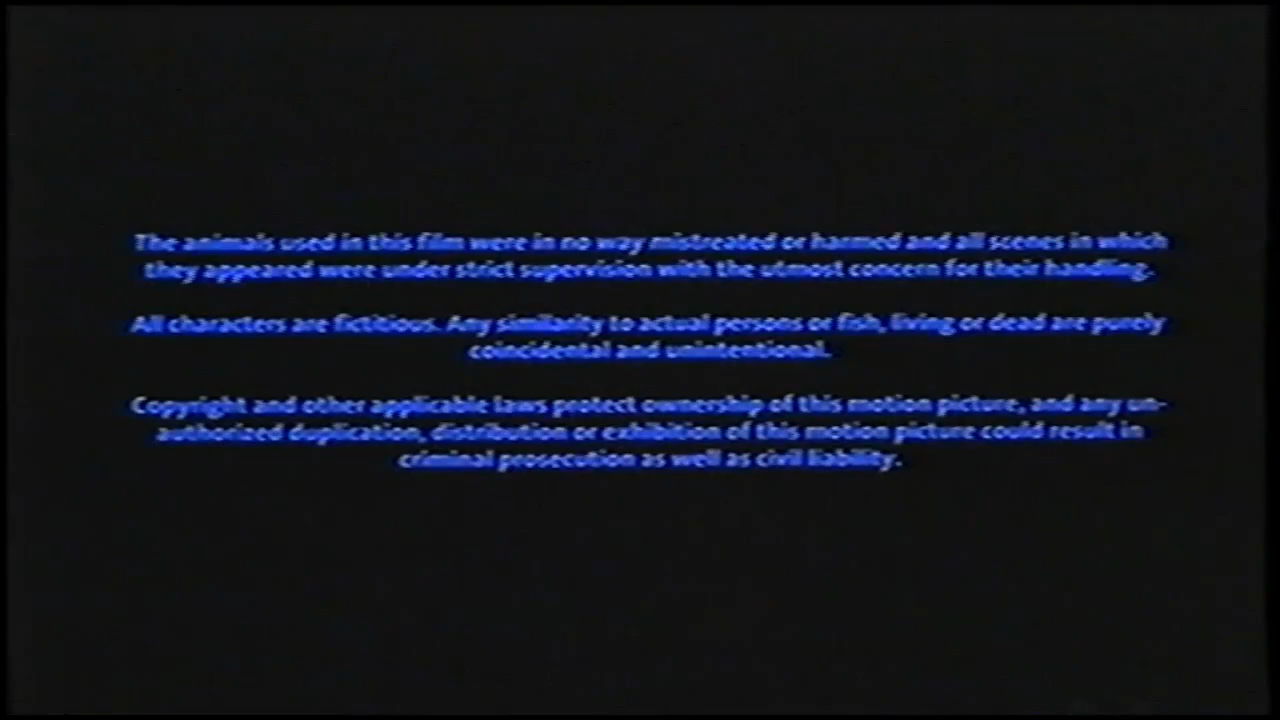 The animals used in this film were in no way mistreated or harmed and all scenes in which
they appeared were under strict supervision with the utmost concern for their handling.
All characters are fictitious. Any similarity to actual persons or fish, living or dead are purely
coincidental and unintentional.
Copyright and other applicable laws protect ownership of this motion picture, and any un-
authorized duplication, distribution or exhibition of this motion picture could result in
criminal prosecution as well as civil liability.